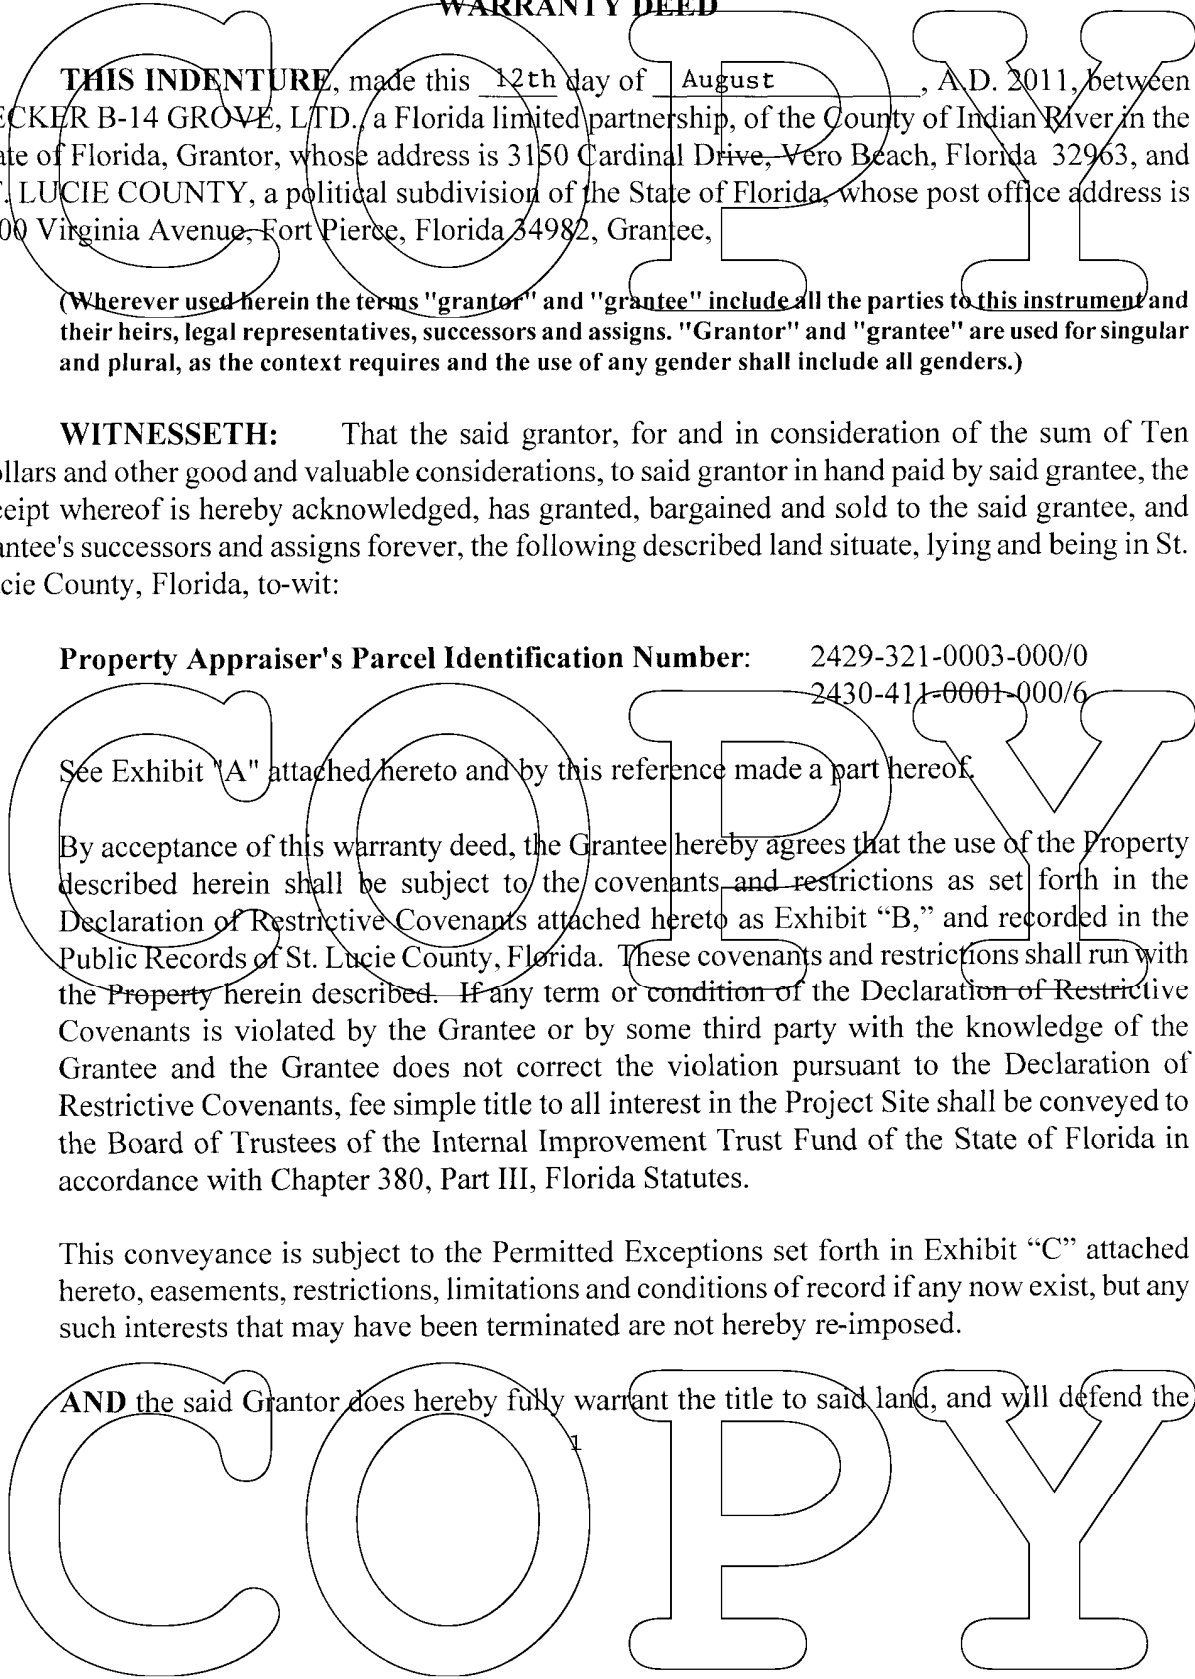 WARRANTY DEED
THIS INDENTURE, made this 12th day of August , A.D. 2011, between
ECKER B-14 GROVE, LTD., a Florida limited partnership, of the County of Indian River in the
ate of Florida, Grantor, whose address is 3150 Cardinal Drive, Vero Beach, Florida 32963, and
. LUCIE COUNTY, a political subdivision of the State of Florida, whose post office address is
00 Virginia Avenue, Fort Pierce, Florida 34982, Grantee,
(Wherever used herein the terms "grantor" and "grantee" include all the parties to this instrument and
their heirs, legal representatives, successors and assigns. "Grantor" and "grantee" are used for singular
and plural, as the context requires and the use of any gender shall include all genders.)
WITNESSETH: That the said grantor, for and in consideration of the sum of Ten
ollars and other good and valuable considerations, to said grantor in hand paid by said grantee, the
ceipt whereof is hereby acknowledged, has granted, bargained and sold to the said grantee, and
antee's successors and assigns forever, the following described land situate, lying and being in St.
cie County, Florida, to-wit:
Property Appraiser's Parcel Identification Number: 2429-321-0003-000/0
2430-411-0001-000/6
See Exhibit "A" attached hereto and by this reference made a part hereof.
By acceptance of this warranty deed, the Grantee hereby agrees that the use of the Property
described herein shall be subject to the covenants and restrictions as set forth in the
Declaration of Restrictive Covenants attached hereto as Exhibit “B,” and recorded in the
Public Records of St. Lucie County, Florida. These covenants and restrictions shall run with
the Property herein described. If any term or condition of the Declaration of Restrictive
Covenants is violated by the Grantee or by some third party with the knowledge of the
Grantee and the Grantee does not correct the violation pursuant to the Declaration of
Restrictive Covenants, fee simple title to all interest in the Project Site shall be conveyed to
the Board of Trustees of the Internal Improvement Trust Fund of the State of Florida in
accordance with Chapter 380, Part III, Florida Statutes.
This conveyance is subject to the Permitted Exceptions set forth in Exhibit “C” attached
hereto, easements, restrictions, limitations and conditions of record if any now exist, but any
such interests that may have been terminated are not hereby re-imposed.
AND the said Grantor does hereby fully warrant the title to said land, and will defend the
1
COPY
COPY
COPY